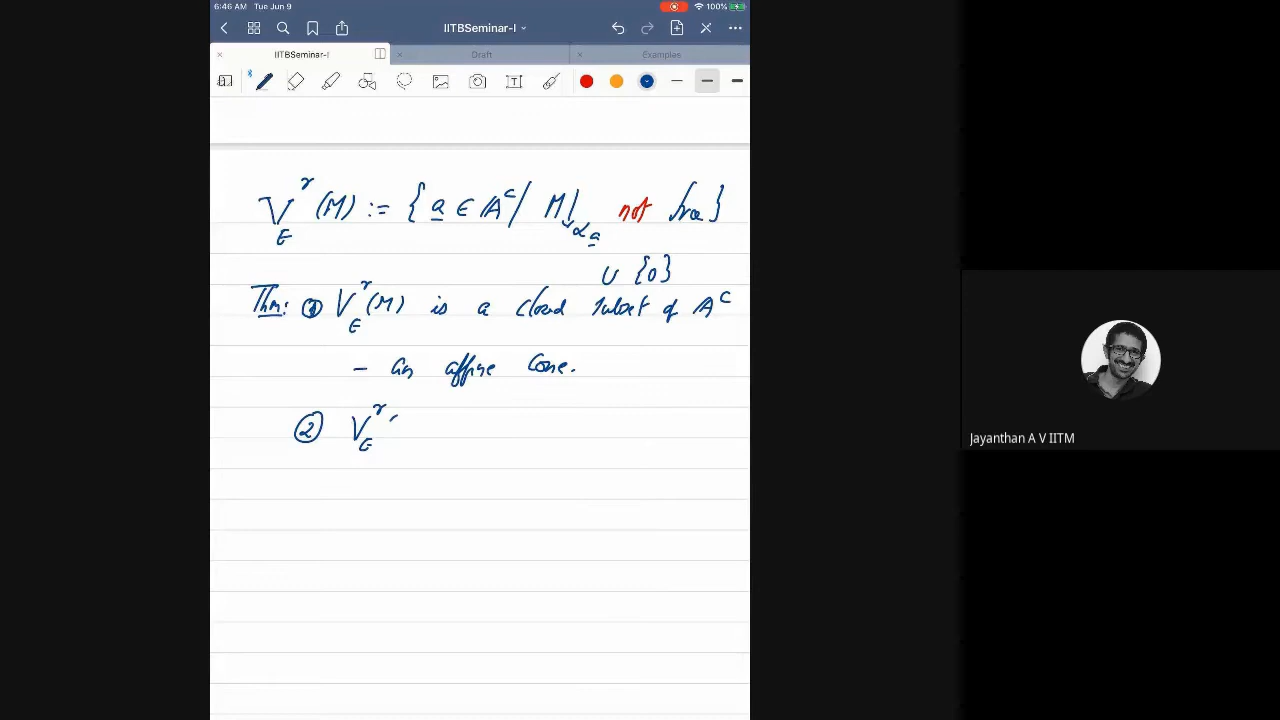 6:46 AM Tue Jun 9
100%
IITBSeminar-I
IITBSeminar-I
Draft
Examples
V_E^r (M) := { a ∈ A^c / M|↓α_a not free }
∪ {0}
Thm: ① V_E^r (M) is a closed subset of A^c
— an affine cone.
② V_E^r
Jayanthan A V IITM